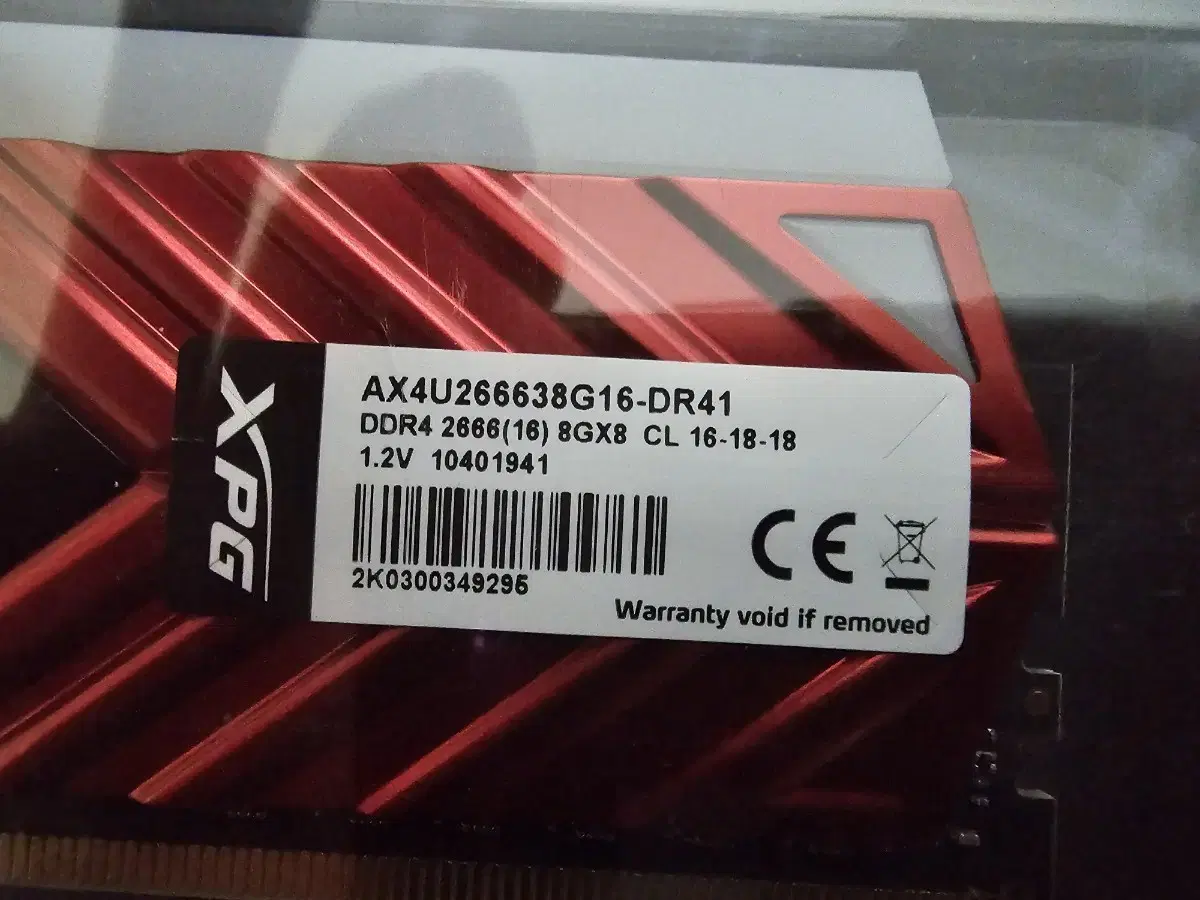 XPG
AX4U266638G16-DR41
DDR4 2666(16) 8GX8 CL 16-18-18
1.2V 10401941
2K0300349295
CE
Warranty void if removed